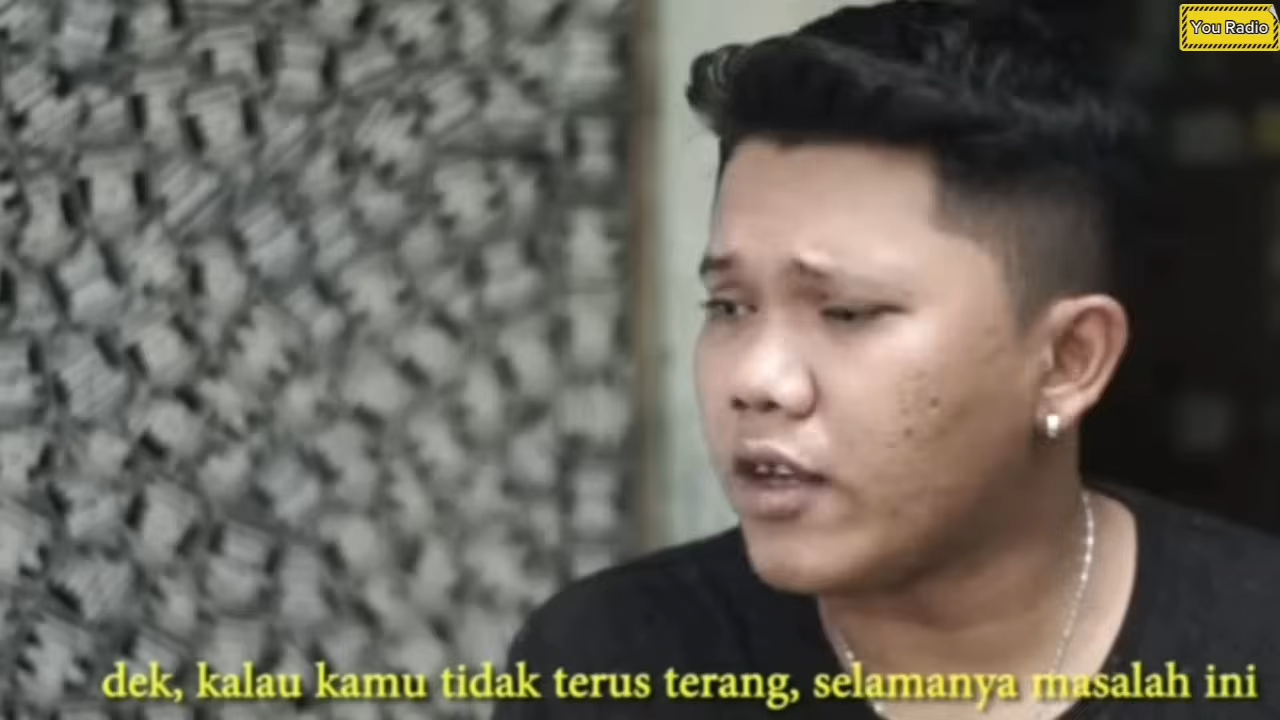 You Radio
dek, kalau kamu tidak terus terang, selamanya masalah ini